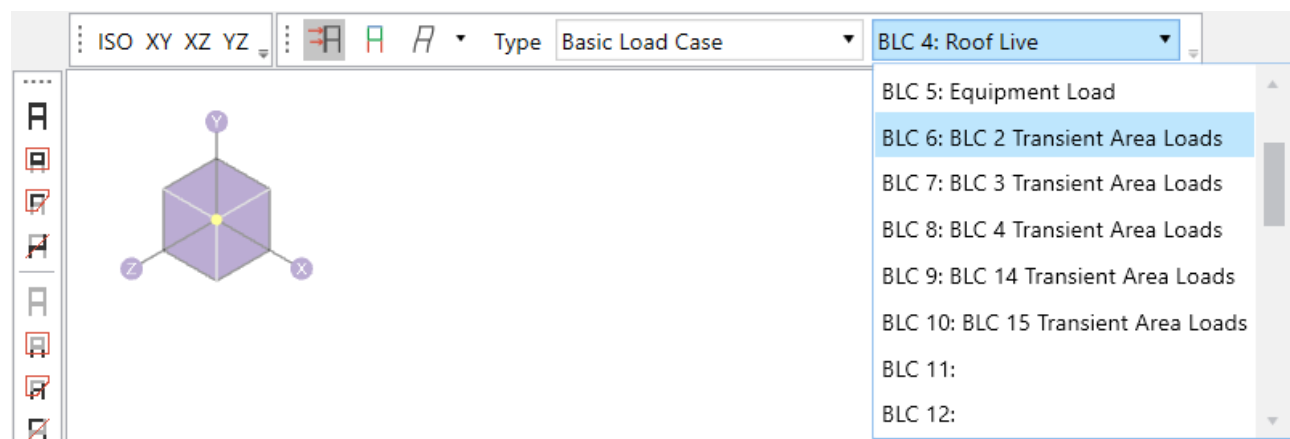 ISO XY XZ YZ Type Basic Load Case BLC 4: Roof Live
BLC 5: Equipment Load
Y
BLC 6: BLC 2 Transient Area Loads
BLC 7: BLC 3 Transient Area Loads
BLC 8: BLC 4 Transient Area Loads
Z X
BLC 9: BLC 14 Transient Area Loads
BLC 10: BLC 15 Transient Area Loads
BLC 11:
BLC 12: